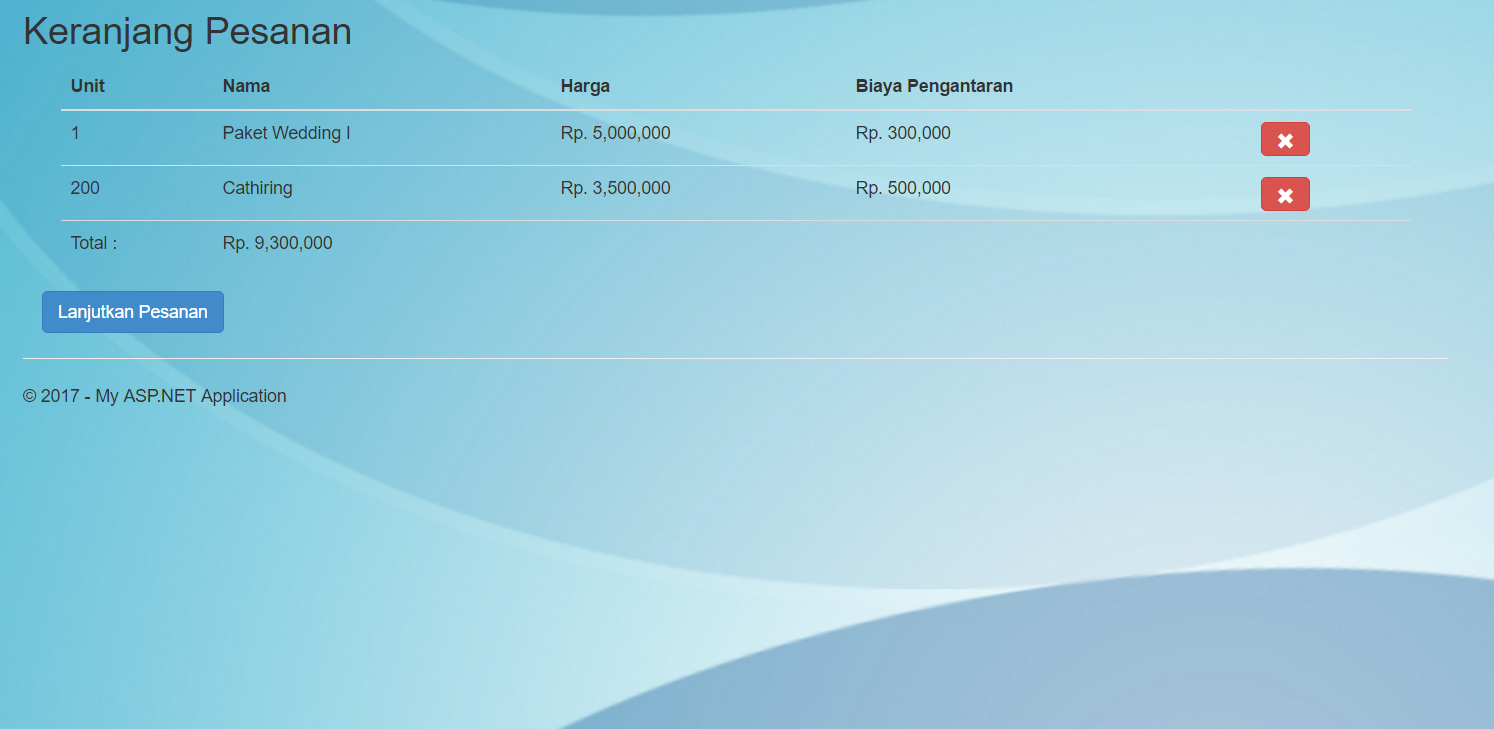 Keranjang Pesanan
Unit Nama Harga Biaya Pengantaran
1 Paket Wedding I Rp. 5,000,000 Rp. 300,000
200 Cathiring Rp. 3,500,000 Rp. 500,000
Total : Rp. 9,300,000
Lanjutkan Pesanan
© 2017 - My ASP.NET Application